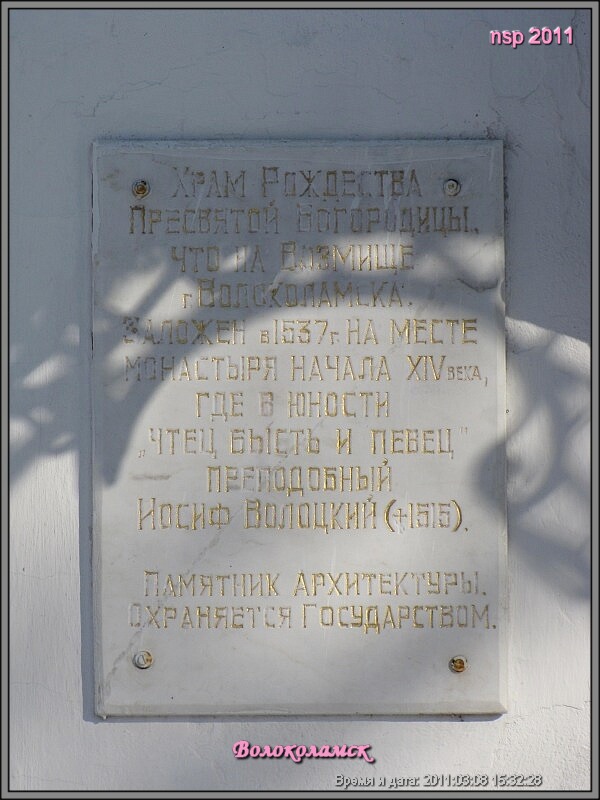 nsp 2011
Храм Рождества
Пресвятой Богородицы,
что на Возмище
г. Волоколамска.
Заложен в 1537 г. на месте
монастыря начала XIV века,
где в юности
„чтец бысть и певец"
преподобный
Иосиф Волоцкий (+1515).
Памятник архитектуры.
Охраняется Государством.
Волоколамск
Время и дата: 2011:03:08 15:32:28